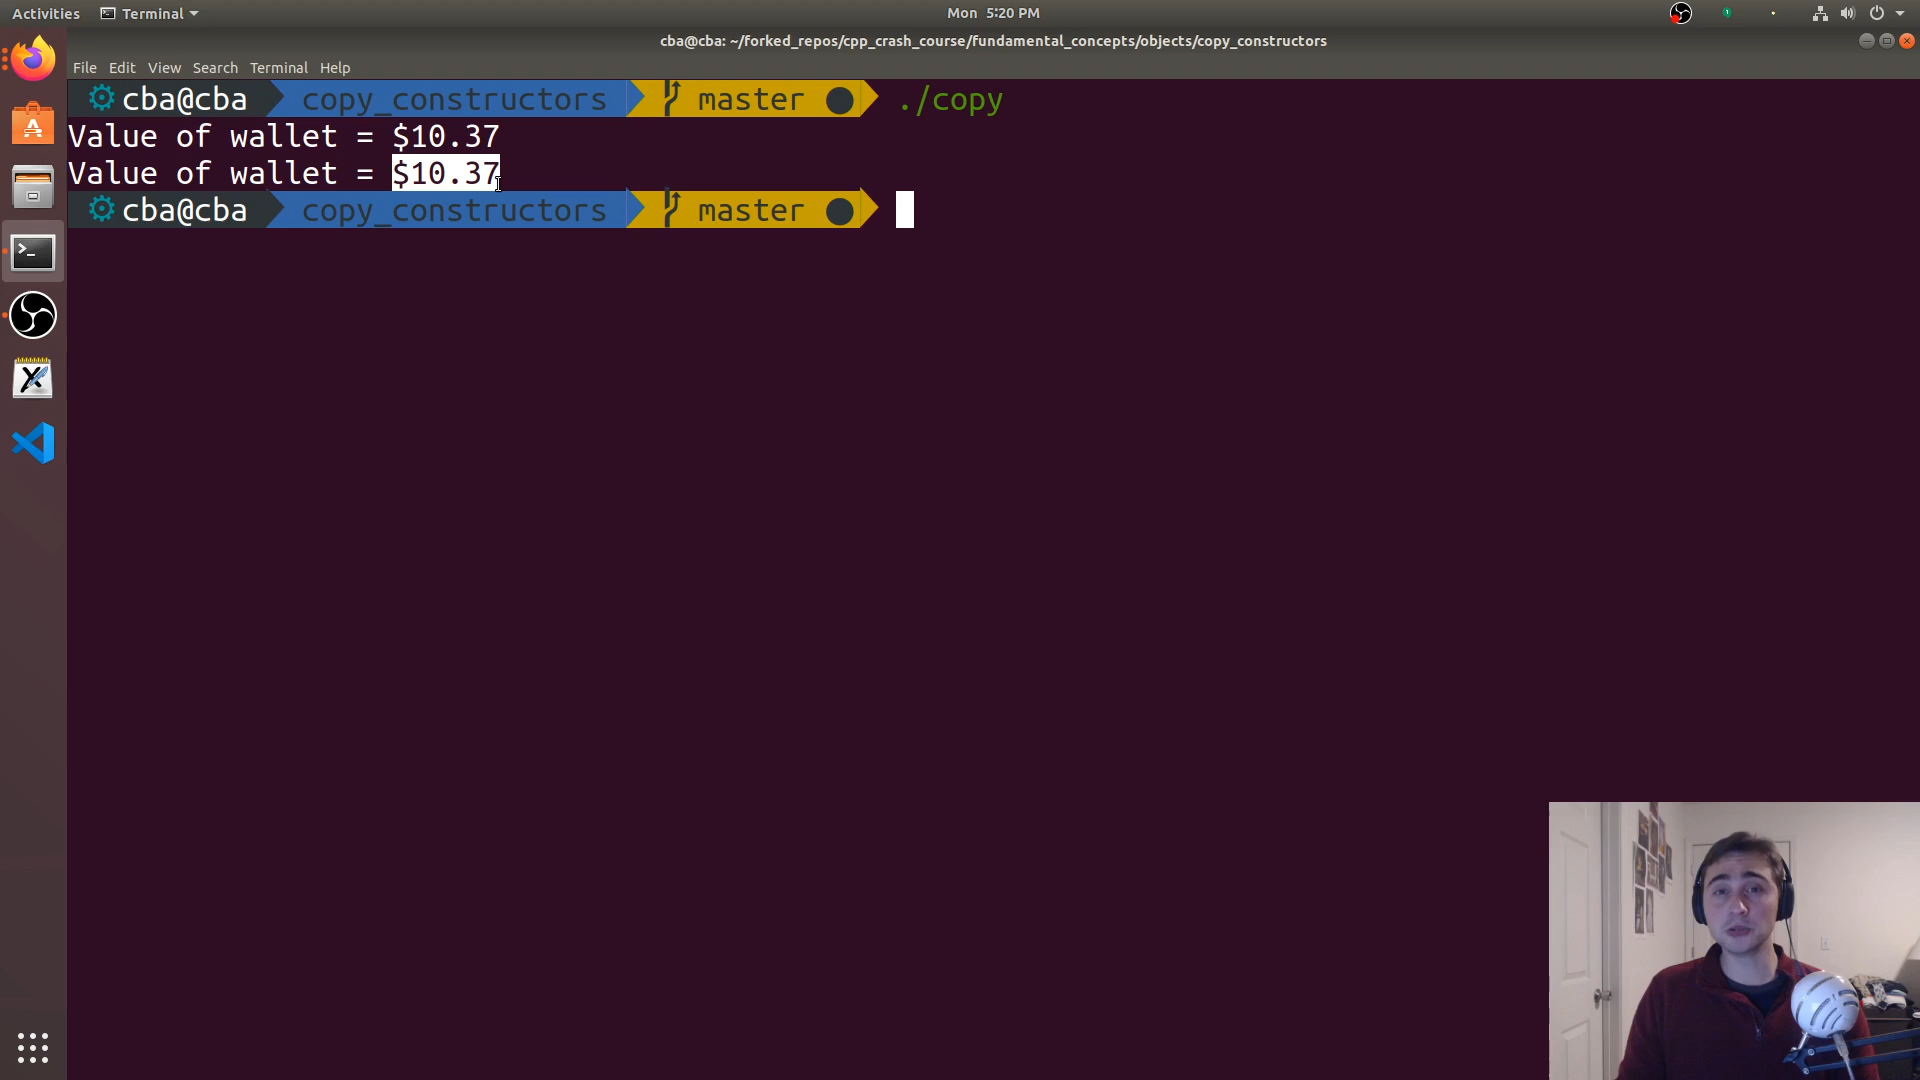 Activities Terminal Mon 5:20 PM
cba@cba: ~/forked_repos/cpp_crash_course/fundamental_concepts/objects/copy_constructors
File Edit View Search Terminal Help
cba@cba copy_constructors master ● ./copy
Value of wallet = $10.37
Value of wallet = $10.37
cba@cba copy_constructors master ●